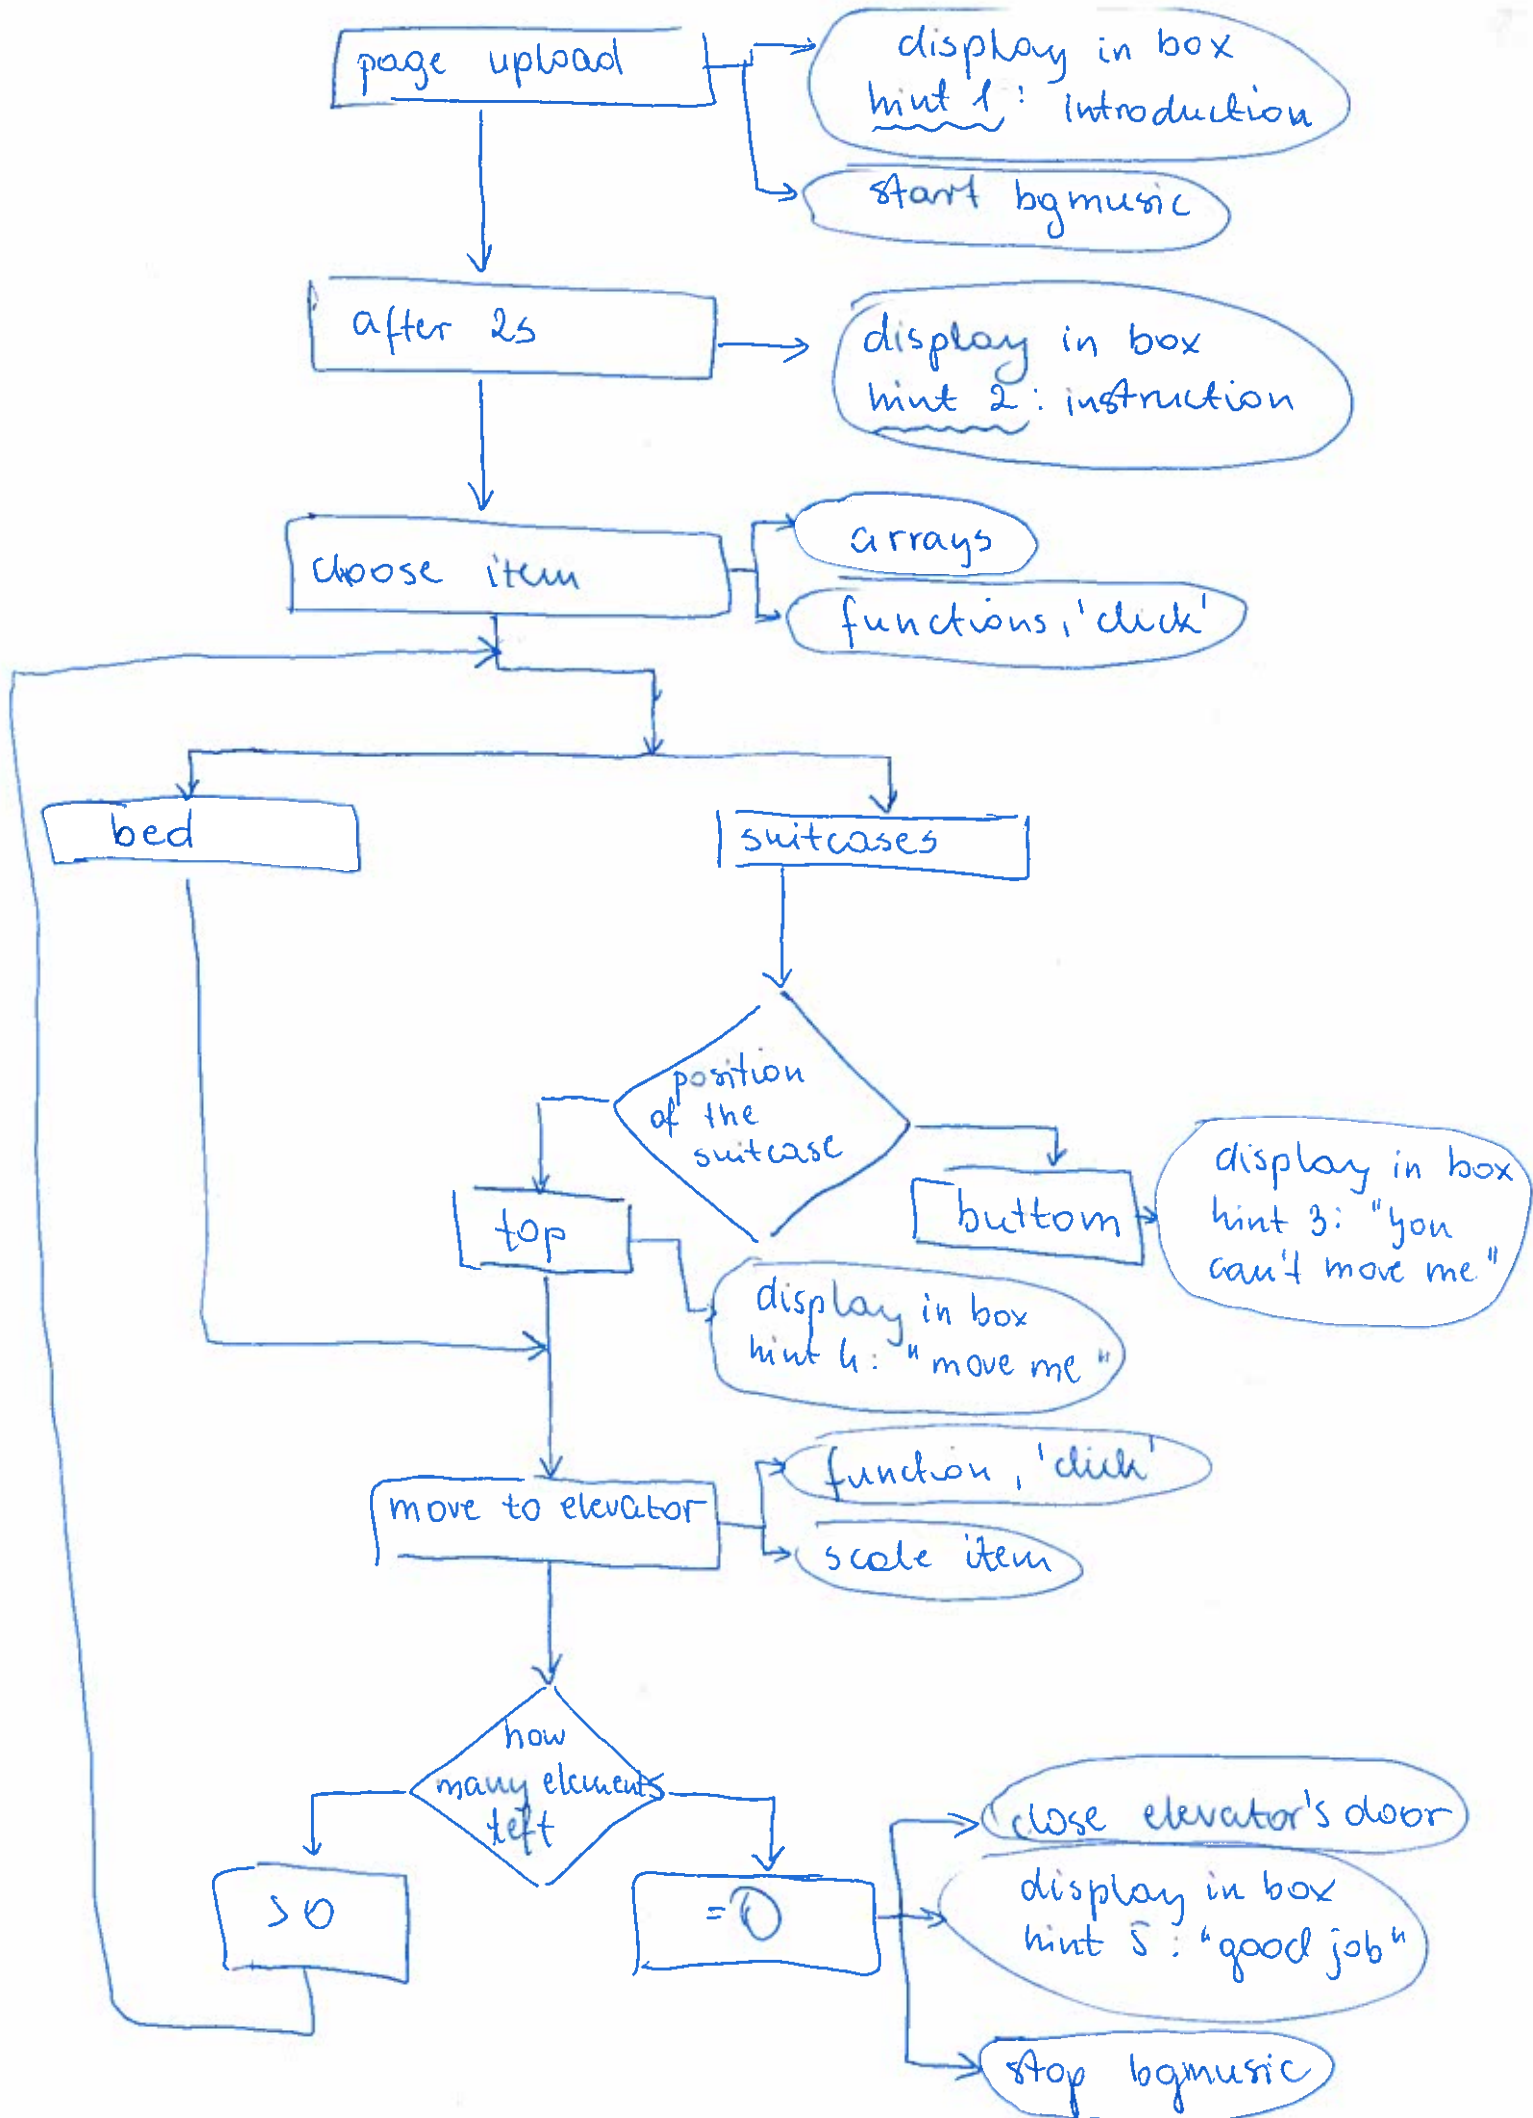 page upload
display in box
hint 1: Introduction
start bgmusic
after 2s
display in box
hint 2: instruction
choose item
arrays
functions, 'click'
bed
suitcases
position
of the
suitcase
top
buttom
display in box
hint 3: "you
can't move me"
display in box
hint 4: "move me"
move to elevator
function, 'click'
scale item
how
many elements
left
>0
=0
close elevator's door
display in box
hint 5: "good job"
stop bgmusic